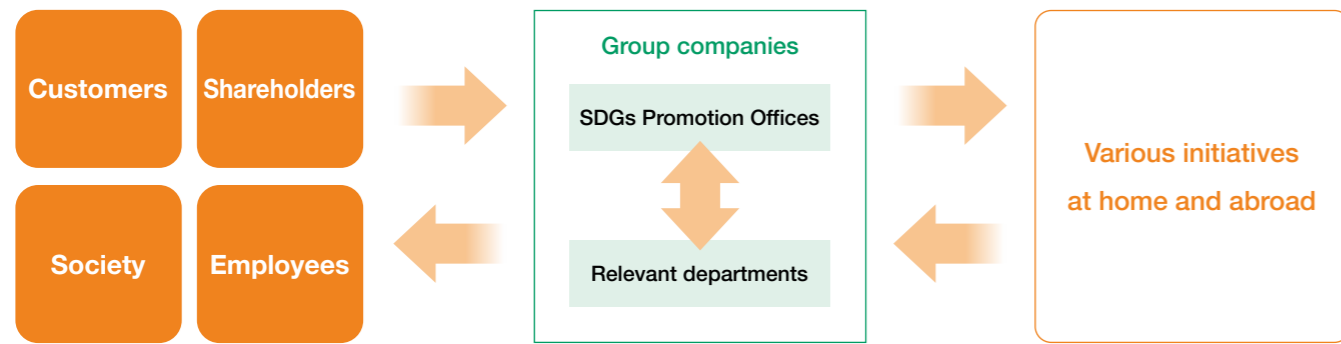 Customers
Shareholders
Society
Employees
Group companies
SDGs Promotion Offices
Relevant departments
Various initiatives
at home and abroad